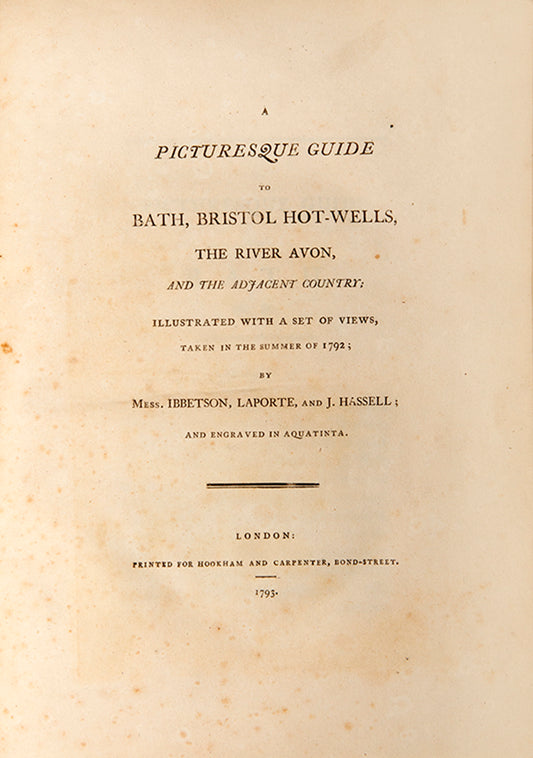 A
PICTURESQUE GUIDE
TO
BATH, BRISTOL HOT-WELLS,
THE RIVER AVON,
AND THE ADJACENT COUNTRY:
ILLUSTRATED WITH A SET OF VIEWS,
TAKEN IN THE SUMMER OF 1792;
BY
MESS. IBBETSON, LAPORTE, AND J. HASSELL;
AND ENGRAVED IN AQUATINTA.
LONDON:
PRINTED FOR HOOKHAM AND CARPENTER, BOND-STREET.
1793.